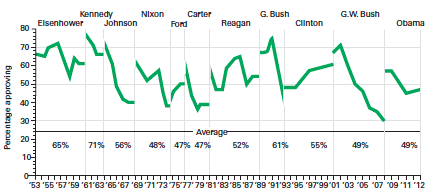 Kennedy Nixon Carter G. Bush G.W. Bush
Eisenhower Johnson Ford Reagan Clinton Obama
Percentage approving
80
70
60
50
40
30
20
10
0
Average
65% 71% 56% 48% 47% 47% 52% 61% 55% 49% 49%
'53 '55 '57 '59 '61 '63 '65 '67 '69 '71 '73 '75 '77 '79 '81 '83 '85 '87 '89 '91 '93 '95 '97 '99 '01 '03 '05 '07 '09 '11 '12